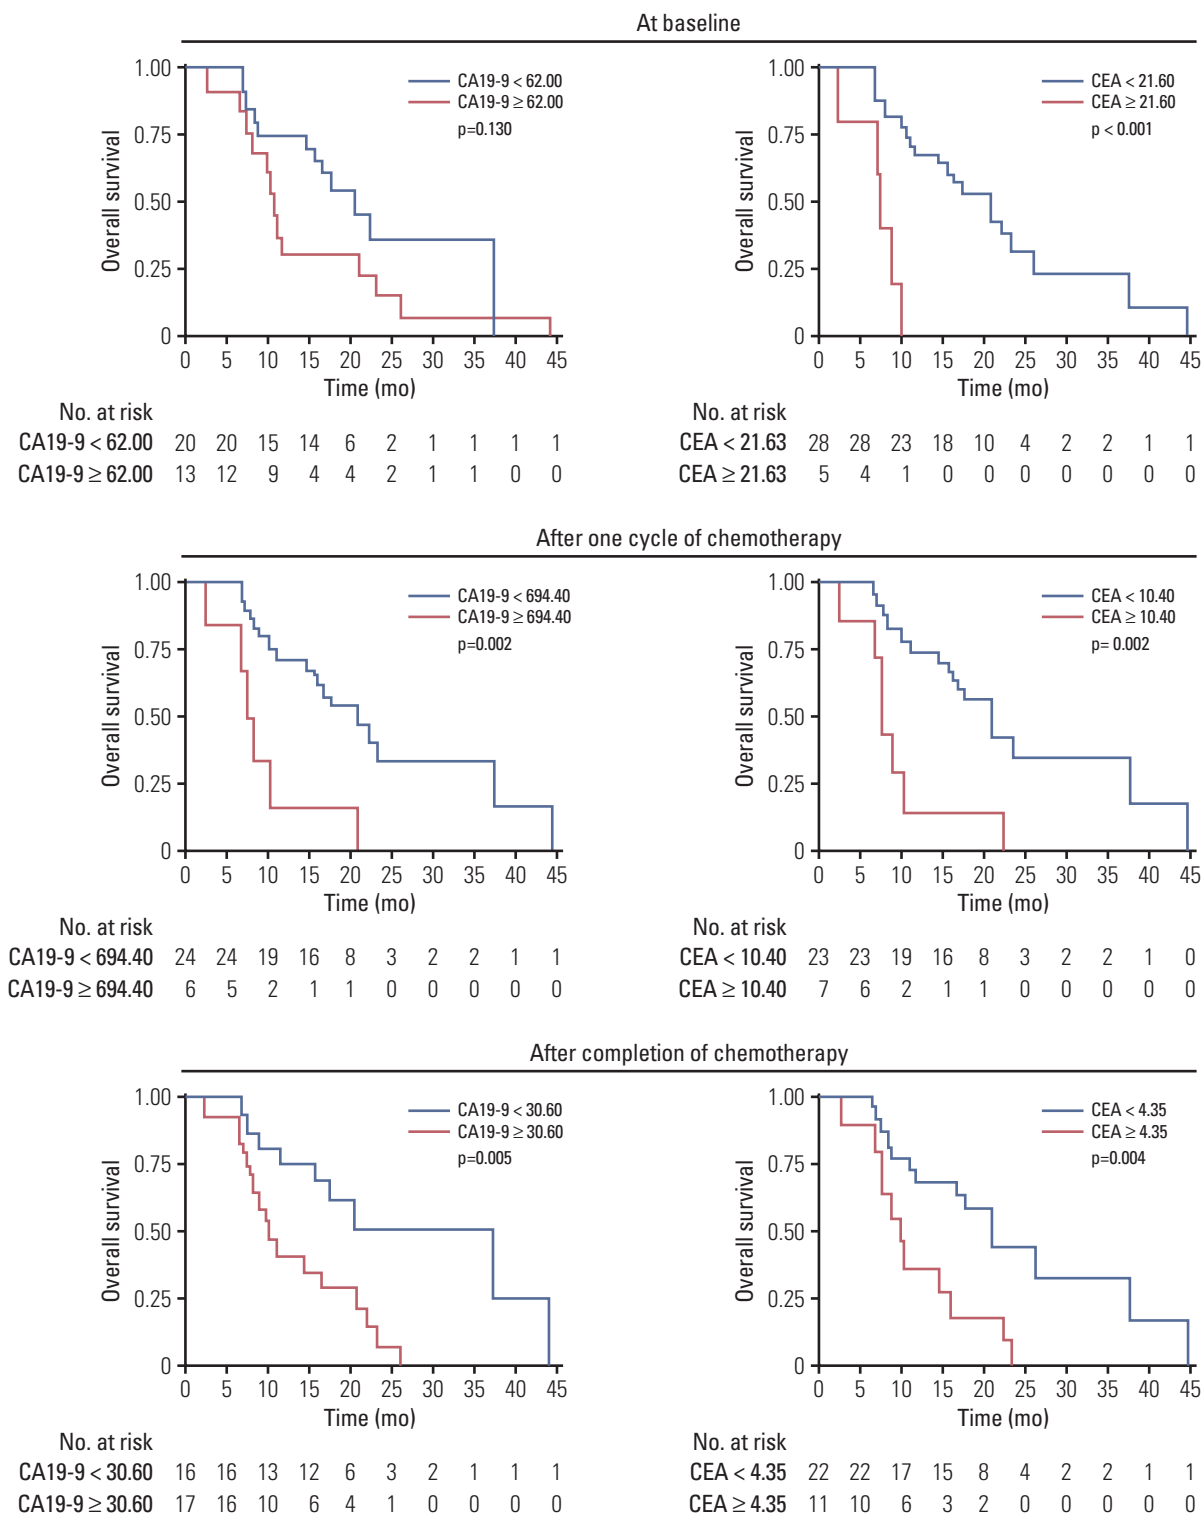 At baseline
Overall survival
1.00
0.75
0.50
0.25
0
CA19-9 < 62.00
CA19-9 ≥ 62.00
p=0.130
0 5 10 15 20 25 30 35 40 45
Time (mo)
No. at risk
CA19-9 < 62.00 20 20 15 14 6 2 1 1 1 1
CA19-9 ≥ 62.00 13 12 9 4 4 2 1 1 0 0
Overall survival
1.00
0.75
0.50
0.25
0
CEA < 21.60
CEA ≥ 21.60
p < 0.001
0 5 10 15 20 25 30 35 40 45
Time (mo)
No. at risk
CEA < 21.63 28 28 23 18 10 4 2 2 1 1
CEA ≥ 21.63 5 4 1 0 0 0 0 0 0 0
After one cycle of chemotherapy
Overall survival
1.00
0.75
0.50
0.25
0
CA19-9 < 694.40
CA19-9 ≥ 694.40
p=0.002
0 5 10 15 20 25 30 35 40 45
Time (mo)
No. at risk
CA19-9 < 694.40 24 24 19 16 8 3 2 2 1 1
CA19-9 ≥ 694.40 6 5 2 1 1 0 0 0 0 0
Overall survival
1.00
0.75
0.50
0.25
0
CEA < 10.40
CEA ≥ 10.40
p= 0.002
0 5 10 15 20 25 30 35 40 45
Time (mo)
No. at risk
CEA < 10.40 23 23 19 16 8 3 2 2 1 0
CEA ≥ 10.40 7 6 2 1 1 0 0 0 0 0
After completion of chemotherapy
Overall survival
1.00
0.75
0.50
0.25
0
CA19-9 < 30.60
CA19-9 ≥ 30.60
p=0.005
0 5 10 15 20 25 30 35 40 45
Time (mo)
No. at risk
CA19-9 < 30.60 16 16 13 12 6 3 2 1 1 1
CA19-9 ≥ 30.60 17 16 10 6 4 1 0 0 0 0
Overall survival
1.00
0.75
0.50
0.25
0
CEA < 4.35
CEA ≥ 4.35
p=0.004
0 5 10 15 20 25 30 35 40 45
Time (mo)
No. at risk
CEA < 4.35 22 22 17 15 8 4 2 2 1 1
CEA ≥ 4.35 11 10 6 3 2 0 0 0 0 0